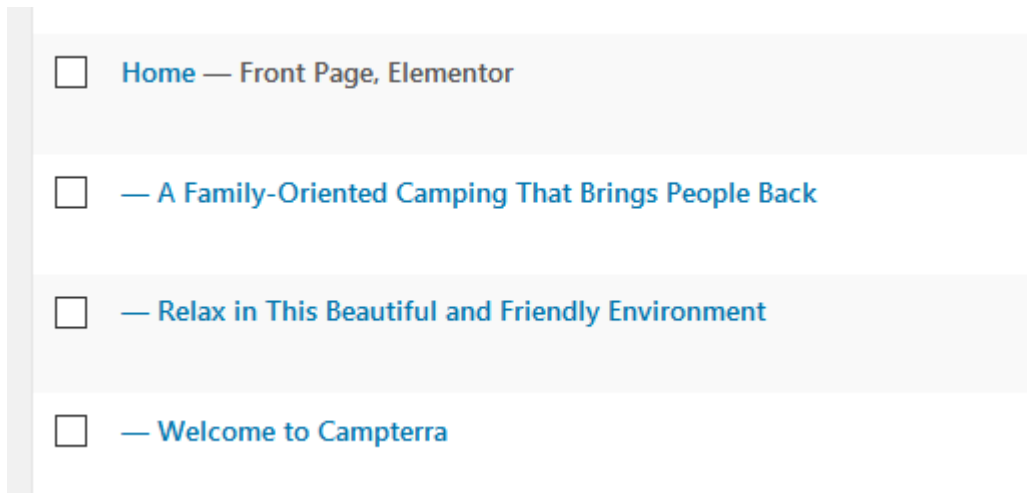 Home — Front Page, Elementor
— A Family-Oriented Camping That Brings People Back
— Relax in This Beautiful and Friendly Environment
— Welcome to Campterra